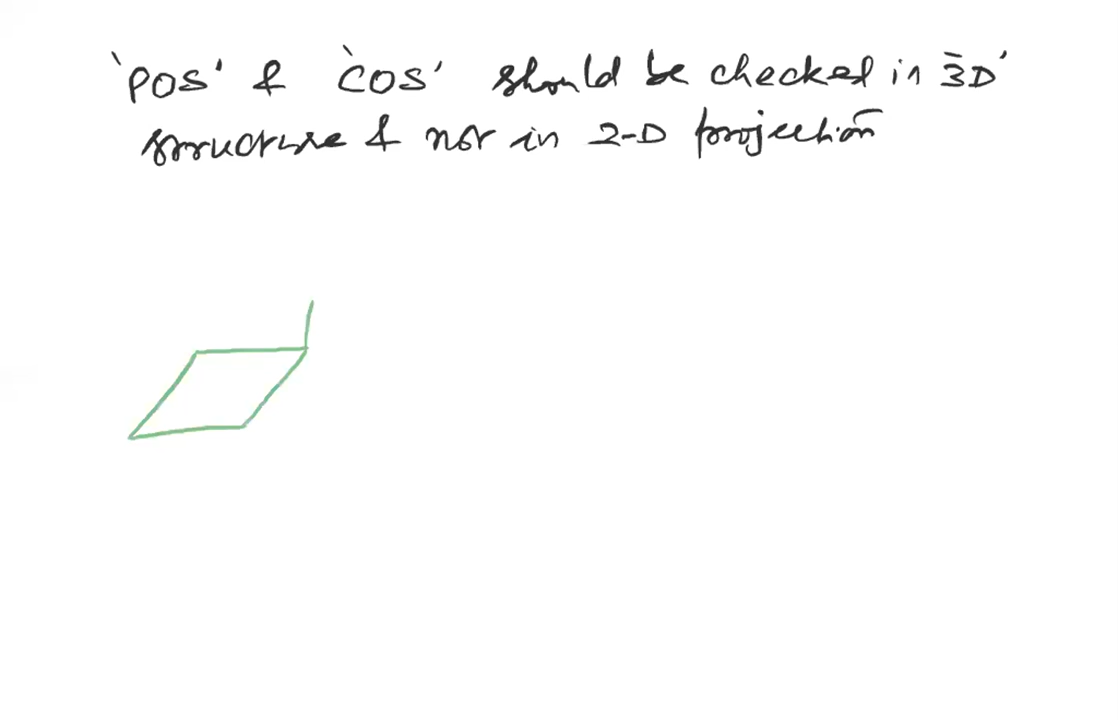 'POS' & 'COS' should be checked in '3D'
structure & not in 2-D projection